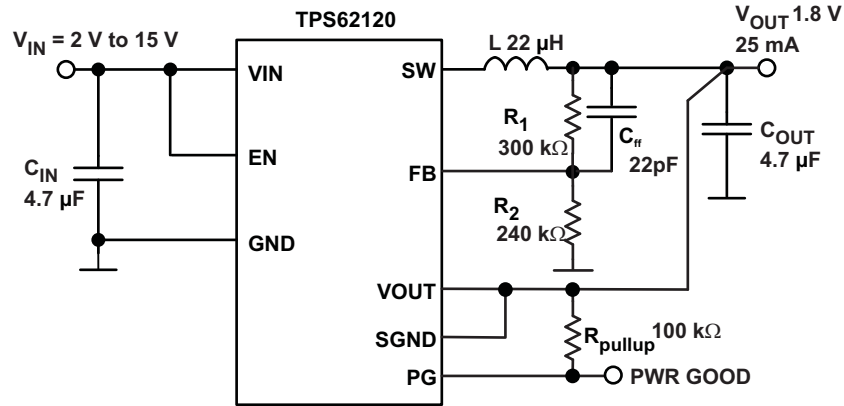 TPS62120
V_IN = 2 V to 15 V
V_OUT 1.8 V
25 mA
VIN
SW
L 22 µH
EN
FB
GND
VOUT
SGND
PG
C_IN
4.7 µF
R_1
300 kΩ
C_ff
22pF
C_OUT
4.7 µF
R_2
240 kΩ
R_pullup 100 kΩ
PWR GOOD